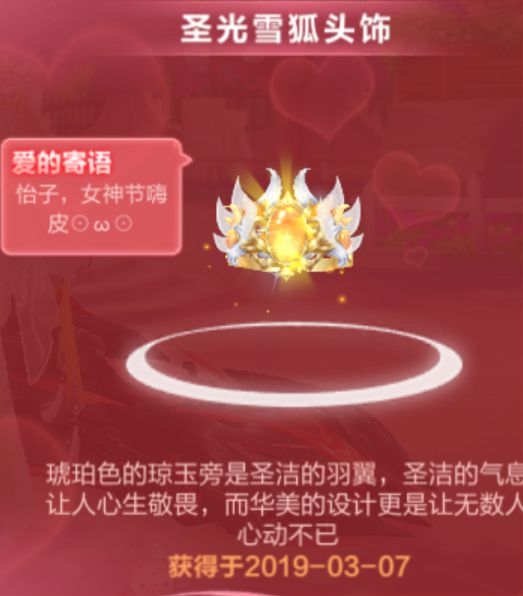 圣光雪狐头饰
爱的寄语
怡子，女神节嗨
皮⊙ω⊙
琥珀色的琼玉旁是圣洁的羽翼，圣洁的气息
让人心生敬畏，而华美的设计更是让无数人
心动不已
获得于2019-03-07